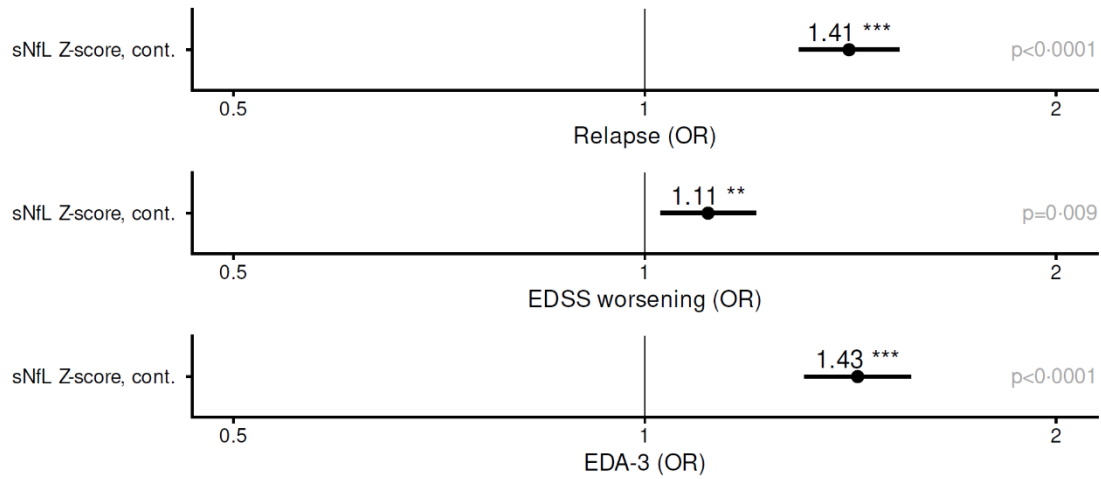 1.41 ***
sNfL Z-score, cont.
p<0·0001
0.5 1 2
Relapse (OR)
1.11 **
sNfL Z-score, cont.
p=0·009
0.5 1 2
EDSS worsening (OR)
1.43 ***
sNfL Z-score, cont.
p<0·0001
0.5 1 2
EDA-3 (OR)